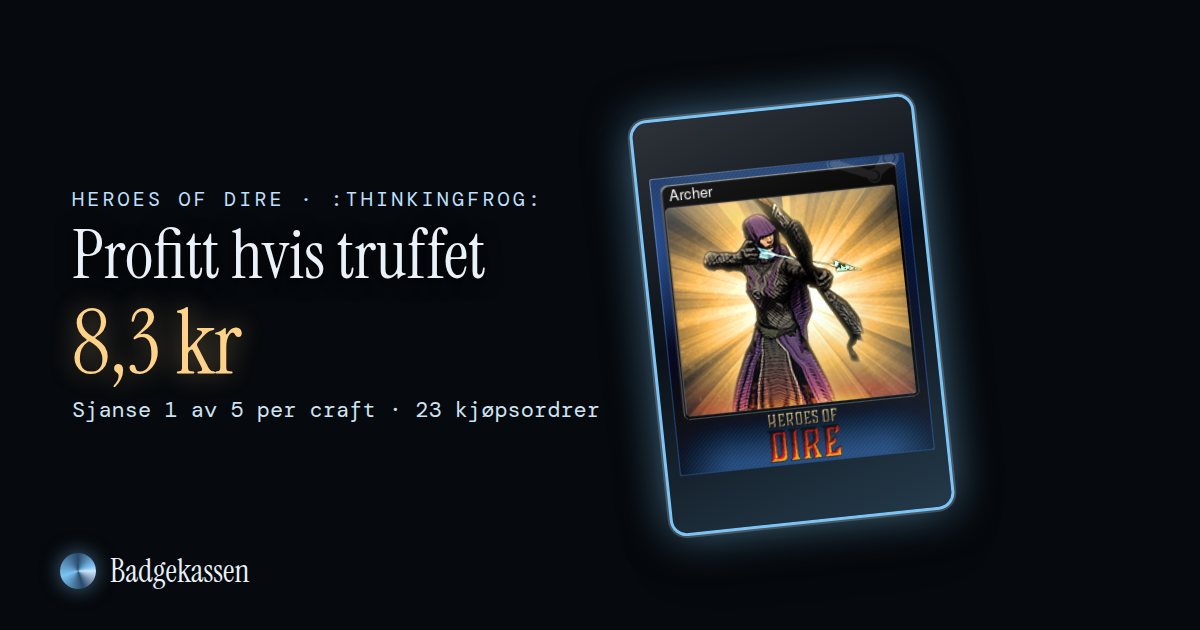 HEROES OF DIRE · :THINKINGFROG:
Profitt hvis truffet
8,3 kr
Sjanse 1 av 5 per craft · 23 kjøpsordrer
Archer
HEROES OF
DIRE
Badgekassen